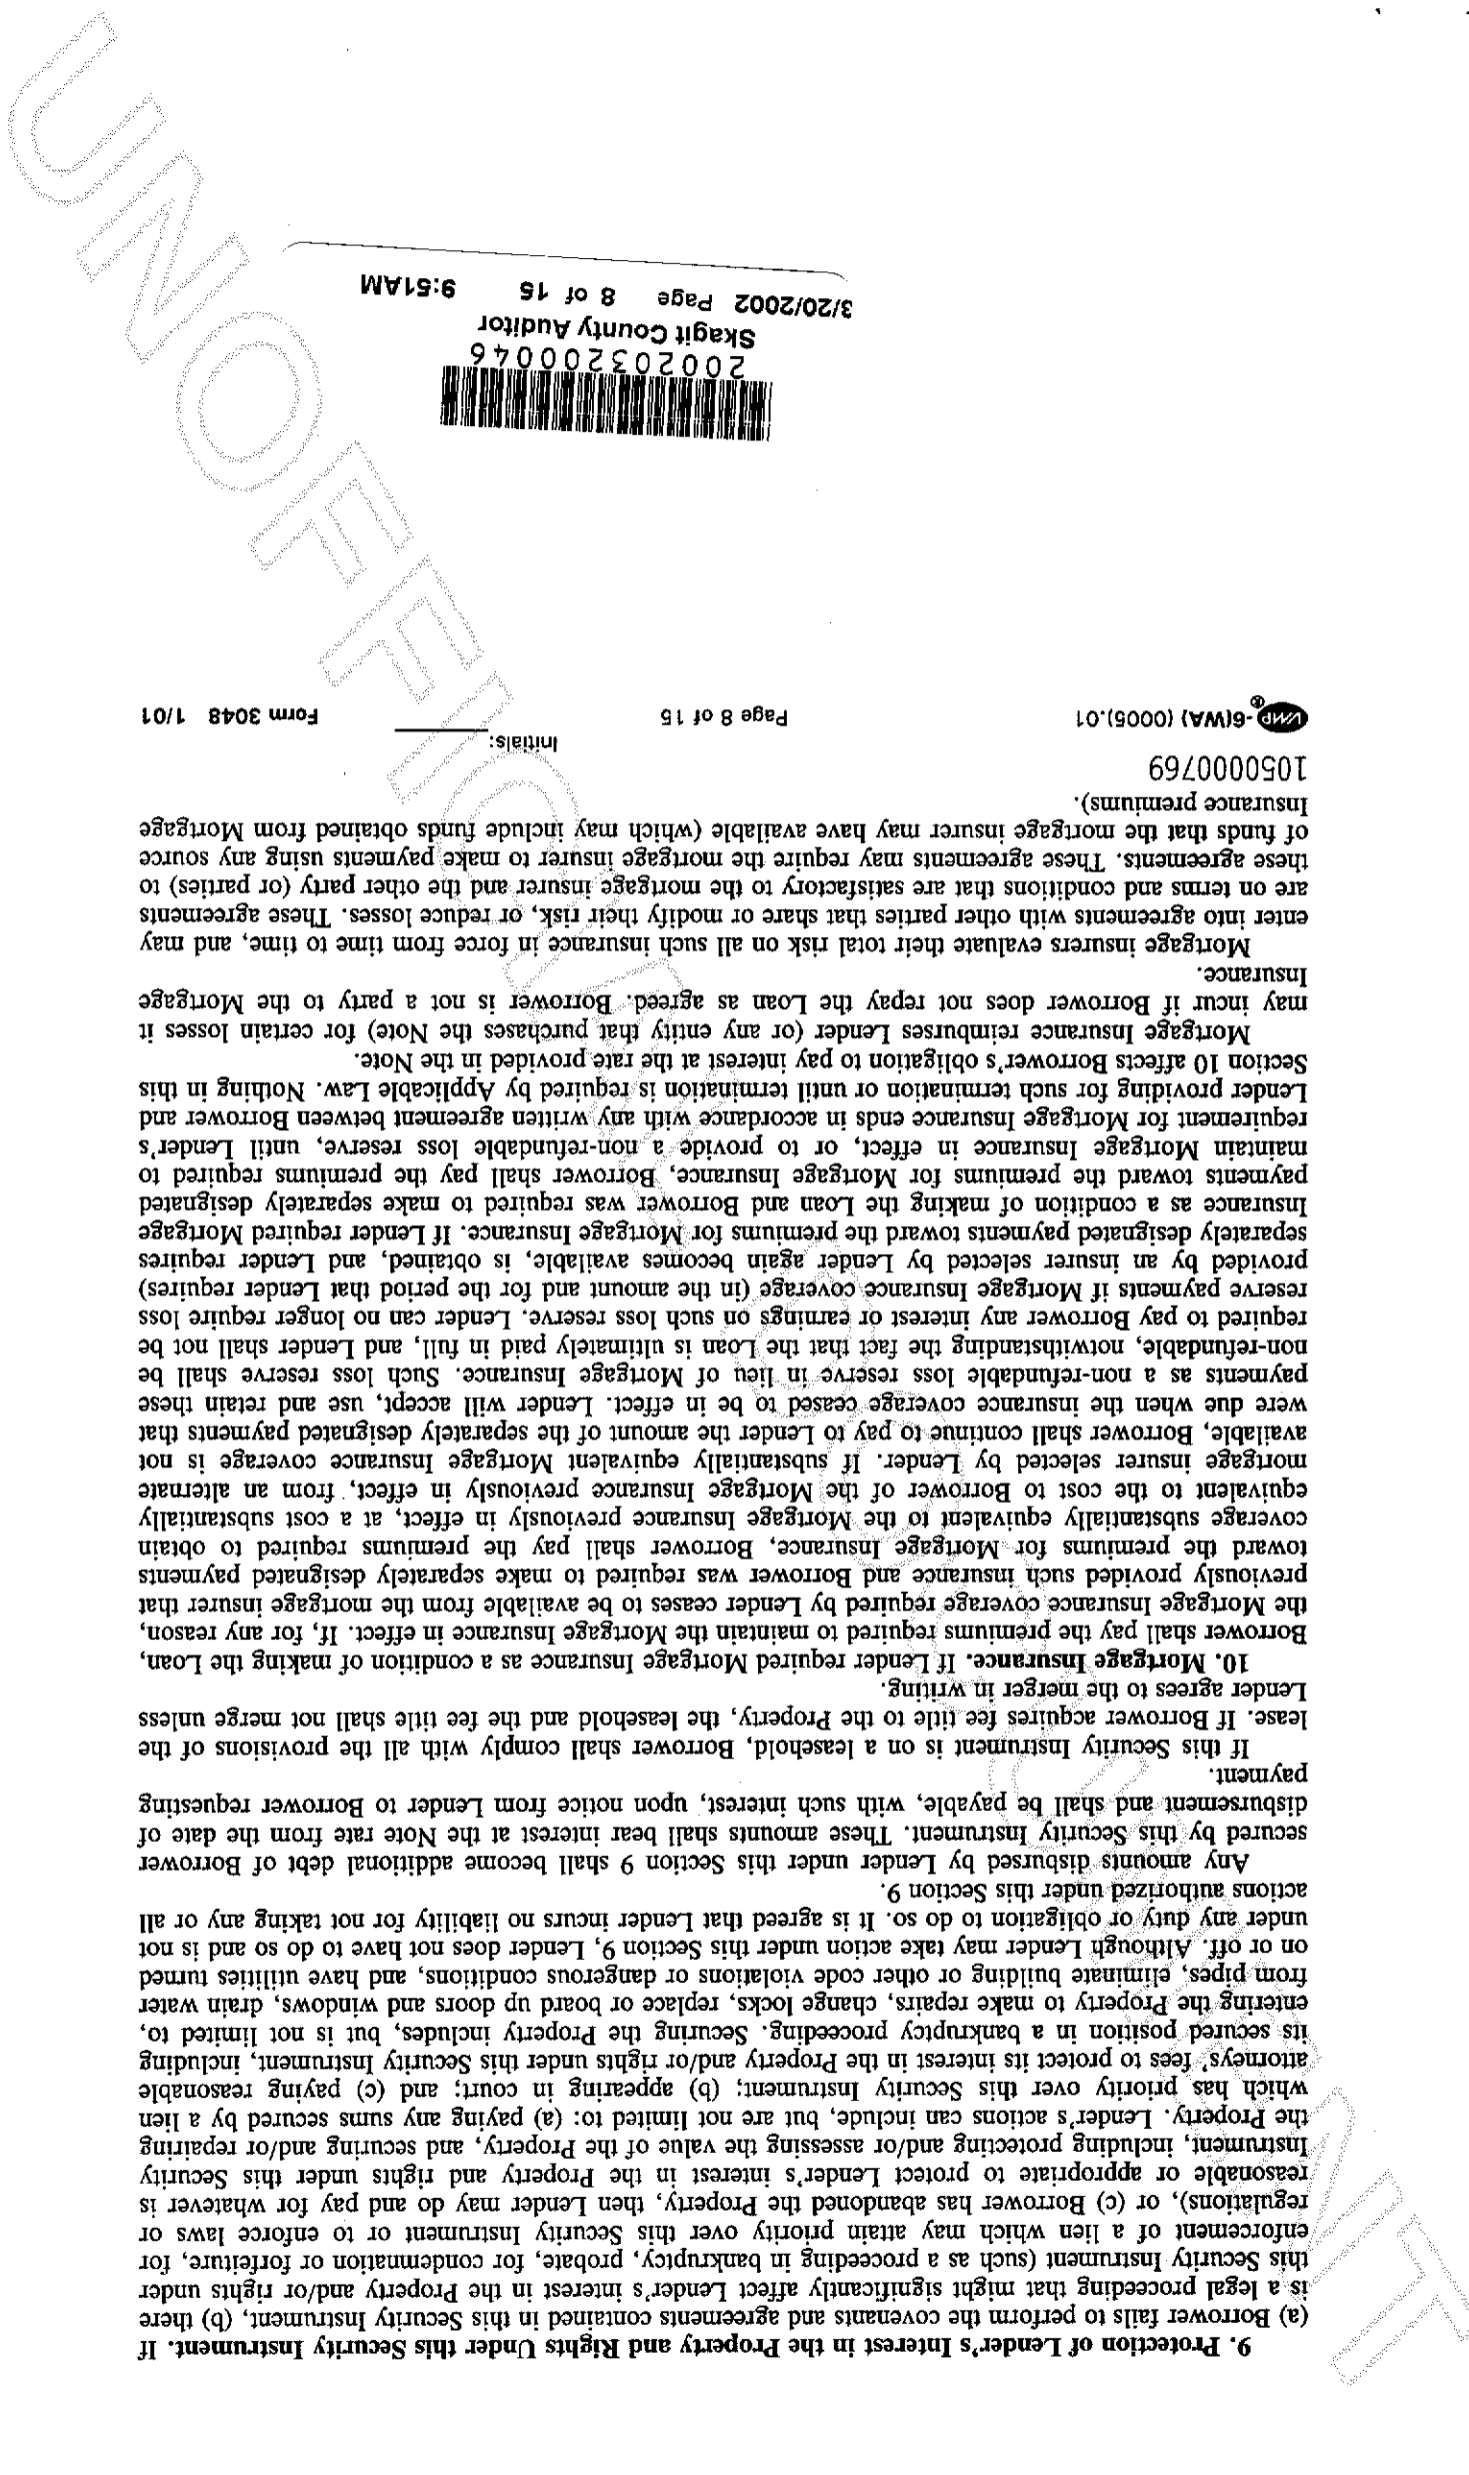 9. Protection of Lender's Interest in the Property and Rights Under this Security Instrument. If
(a) Borrower fails to perform the covenants and agreements contained in this Security Instrument, (b) there
is a legal proceeding that might significantly affect Lender's interest in the Property and/or rights under
this Security Instrument (such as a proceeding in bankruptcy, probate, for condemnation or forfeiture, for
enforcement of a lien which may attain priority over this Security Instrument or to enforce laws or
regulations), or (c) Borrower has abandoned the Property, then Lender may do and pay for whatever is
reasonable or appropriate to protect Lender's interest in the Property and rights under this Security
Instrument, including protecting and/or assessing the value of the Property, and securing and/or repairing
the Property. Lender's actions can include, but are not limited to: (a) paying any sums secured by a lien
which has priority over this Security Instrument; (b) appearing in court; and (c) paying reasonable
attorneys' fees to protect its interest in the Property and/or rights under this Security Instrument, including
its secured position in a bankruptcy proceeding. Securing the Property includes, but is not limited to,
entering the Property to make repairs, change locks, replace or board up doors and windows, drain water
from pipes, eliminate building or other code violations or dangerous conditions, and have utilities turned
on or off. Although Lender may take action under this Section 9, Lender does not have to do so and is not
under any duty or obligation to do so. It is agreed that Lender incurs no liability for not taking any or all
actions authorized under this Section 9.
Any amounts disbursed by Lender under this Section 9 shall become additional debt of Borrower
secured by this Security Instrument. These amounts shall bear interest at the Note rate from the date of
disbursement and shall be payable, with such interest, upon notice from Lender to Borrower requesting
payment.
If this Security Instrument is on a leasehold, Borrower shall comply with all the provisions of the
lease. If Borrower acquires fee title to the Property, the leasehold and the fee title shall not merge unless
Lender agrees to the merger in writing.
10. Mortgage Insurance. If Lender required Mortgage Insurance as a condition of making the Loan,
Borrower shall pay the premiums required to maintain the Mortgage Insurance in effect. If, for any reason,
the Mortgage Insurance coverage required by Lender ceases to be available from the mortgage insurer that
previously provided such insurance and Borrower was required to make separately designated payments
toward the premiums for Mortgage Insurance, Borrower shall pay the premiums required to obtain
coverage substantially equivalent to the Mortgage Insurance previously in effect, at a cost substantially
equivalent to the cost to Borrower of the Mortgage Insurance previously in effect, from an alternate
mortgage insurer selected by Lender. If substantially equivalent Mortgage Insurance coverage is not
available, Borrower shall continue to pay to Lender the amount of the separately designated payments that
were due when the insurance coverage ceased to be in effect. Lender will accept, use and retain these
payments as a non-refundable loss reserve in lieu of Mortgage Insurance. Such loss reserve shall be
non-refundable, notwithstanding the fact that the Loan is ultimately paid in full, and Lender shall not be
required to pay Borrower any interest or earnings on such loss reserve. Lender can no longer require loss
reserve payments if Mortgage Insurance coverage (in the amount and for the period that Lender requires)
provided by an insurer selected by Lender again becomes available, is obtained, and Lender requires
separately designated payments toward the premiums for Mortgage Insurance. If Lender required Mortgage
Insurance as a condition of making the Loan and Borrower was required to make separately designated
payments toward the premiums for Mortgage Insurance, Borrower shall pay the premiums required to
maintain Mortgage Insurance in effect, or to provide a non-refundable loss reserve, until Lender's
requirement for Mortgage Insurance ends in accordance with any written agreement between Borrower and
Lender providing for such termination or until termination is required by Applicable Law. Nothing in this
Section 10 affects Borrower's obligation to pay interest at the rate provided in the Note.
Mortgage Insurance reimburses Lender (or any entity that purchases the Note) for certain losses it
may incur if Borrower does not repay the Loan as agreed. Borrower is not a party to the Mortgage
Insurance.
Mortgage insurers evaluate their total risk on all such insurance in force from time to time, and may
enter into agreements with other parties that share or modify their risk, or reduce losses. These agreements
are on terms and conditions that are satisfactory to the mortgage insurer and the other party (or parties) to
these agreements. These agreements may require the mortgage insurer to make payments using any source
of funds that the mortgage insurer may have available (which may include funds obtained from Mortgage
Insurance premiums).
105000769
Initials:
VMP®-6(WA) (0005).01 Page 8 of 15 Form 3048 1/01
200203200046
Skagit County Auditor
3/20/2002 Page 8 of 15 9:51AM
UNOFFICIAL DOCUMENT